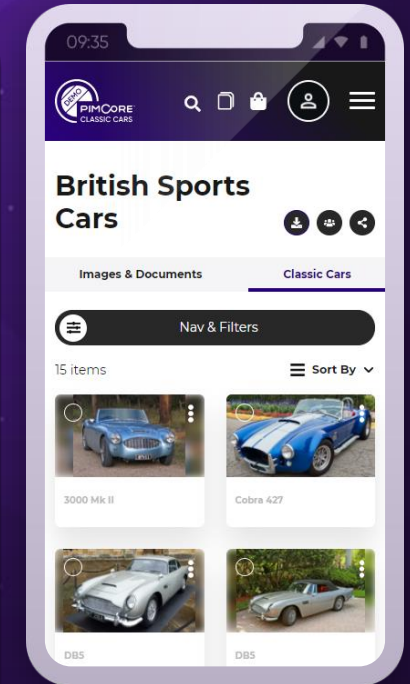 09:35
DEMO
PIMCORE
CLASSIC CARS
British Sports
Cars
Images & Documents
Classic Cars
Nav & Filters
15 items
Sort By
3000 Mk II
Cobra 427
DB5
DB5